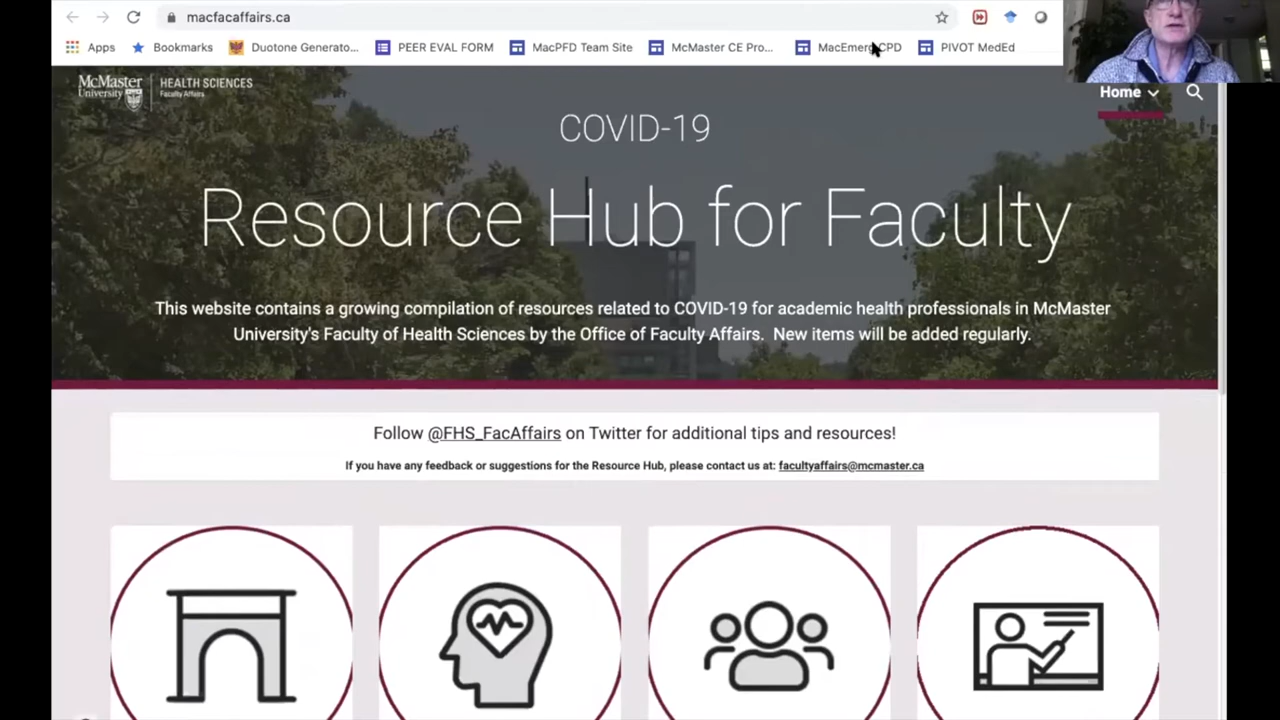 macfacaffairs.ca
Apps Bookmarks Duotone Generato... PEER EVAL FORM MacPFD Team Site McMaster CE Pro... MacEmerg CPD PIVOT MedEd
McMaster
University
HEALTH SCIENCES
Faculty Affairs
Home
COVID-19
Resource Hub for Faculty
This website contains a growing compilation of resources related to COVID-19 for academic health professionals in McMaster
University's Faculty of Health Sciences by the Office of Faculty Affairs. New items will be added regularly.
Follow @FHS_FacAffairs on Twitter for additional tips and resources!
If you have any feedback or suggestions for the Resource Hub, please contact us at: facultyaffairs@mcmaster.ca